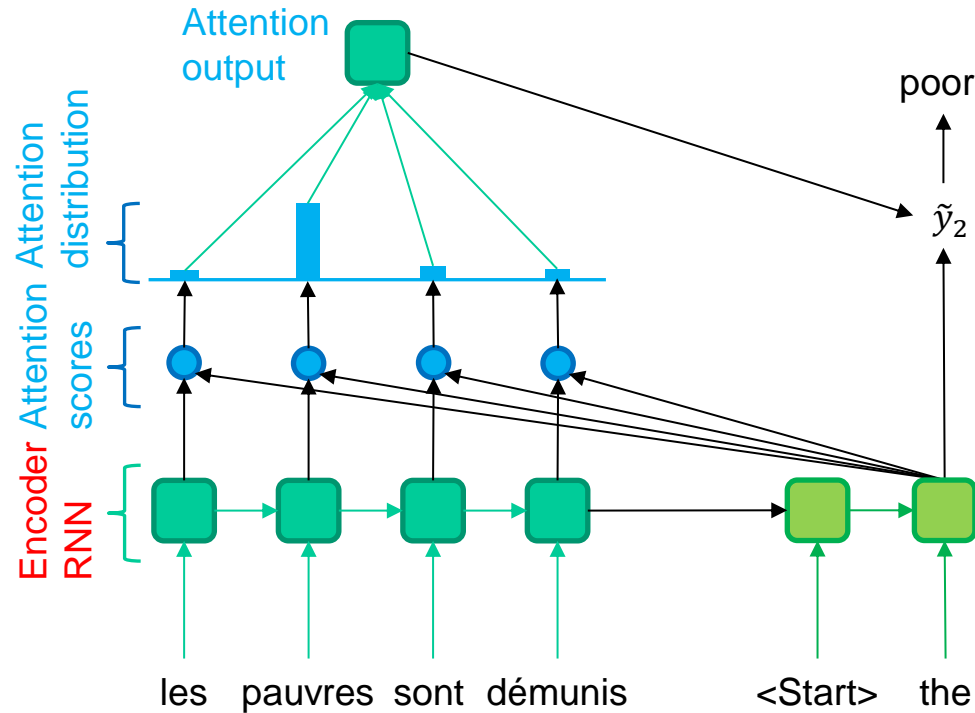 Attention
output
poor
Attention
distribution
ỹ₂
Attention
scores
Encoder
RNN
les pauvres sont démunis <Start> the